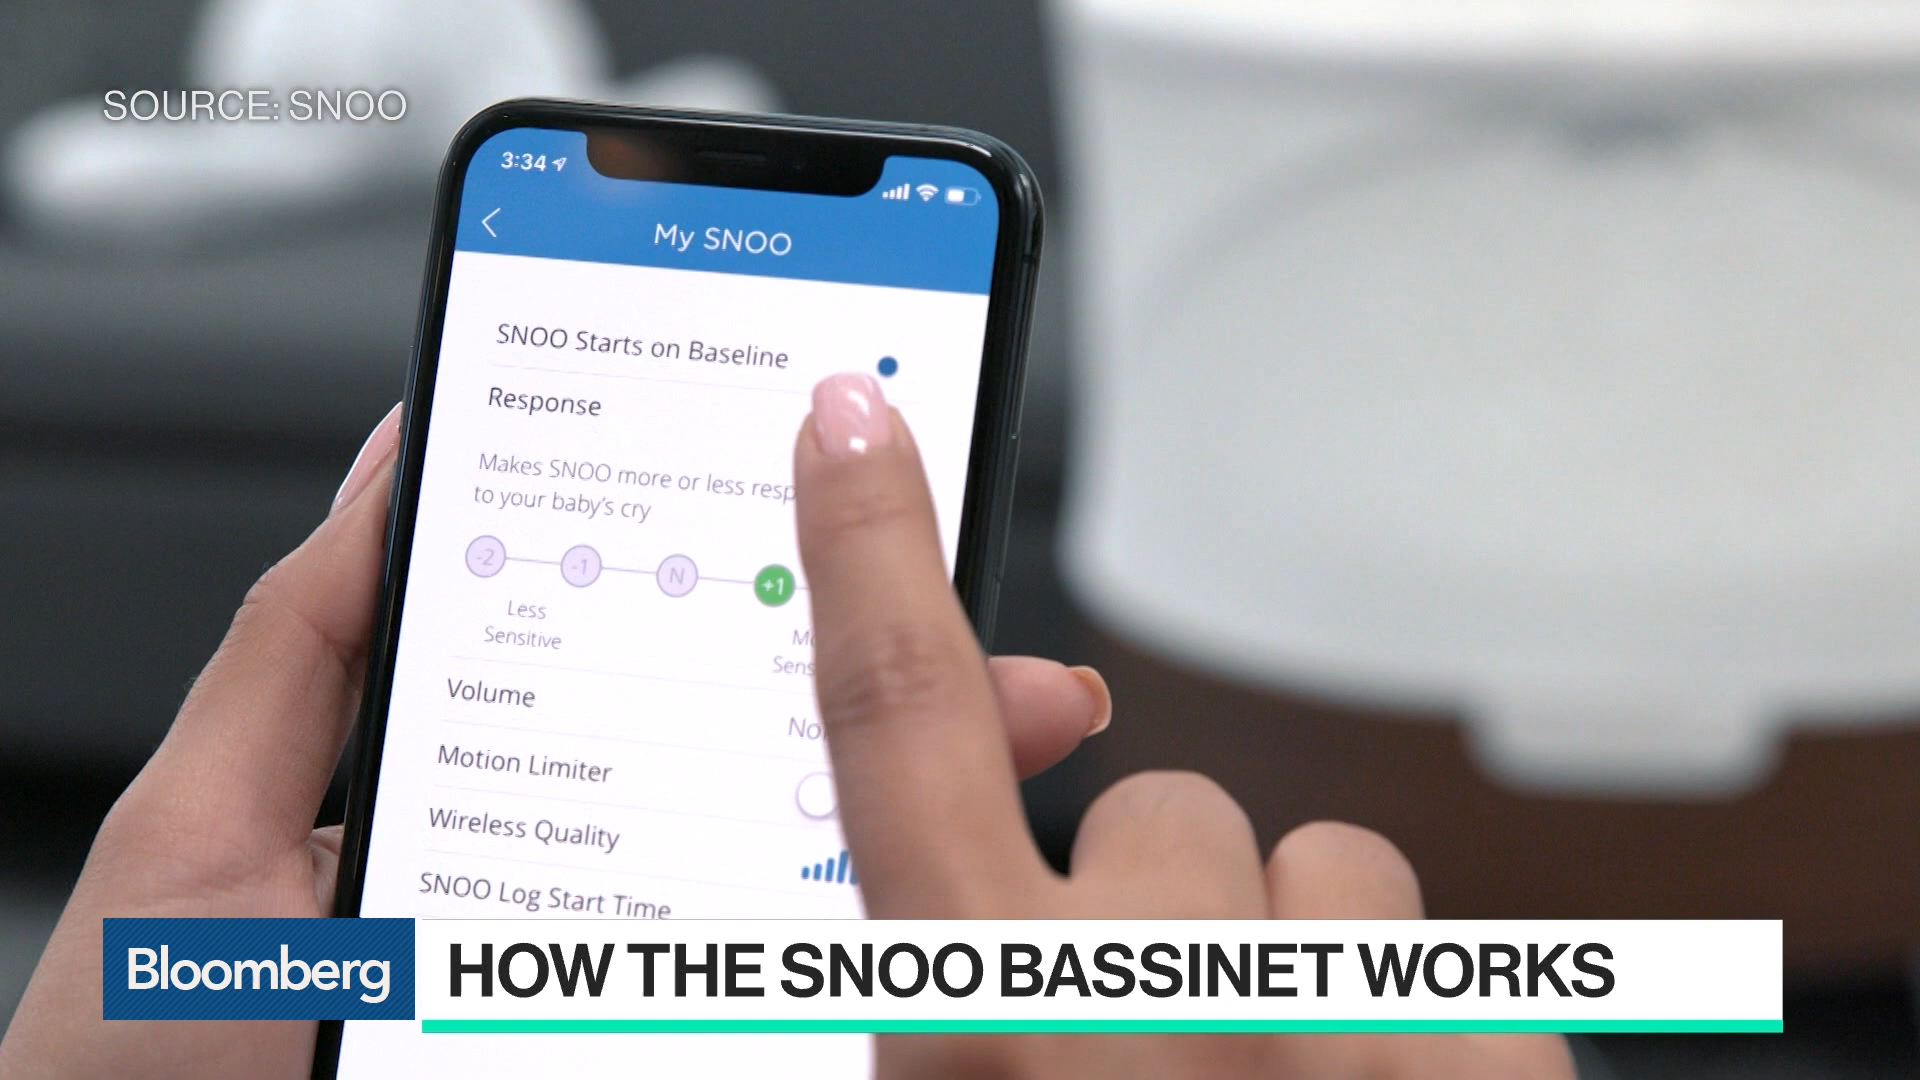 SOURCE: SNOO
3:34
My SNOO
SNOO Starts on Baseline
Response
Makes SNOO more or less
to your baby's cry
-2 -1 N +1
Less
Sensitive
Volume
Motion Limiter
Wireless Quality
SNOO Log Start Time
Bloomberg
HOW THE SNOO BASSINET WORKS